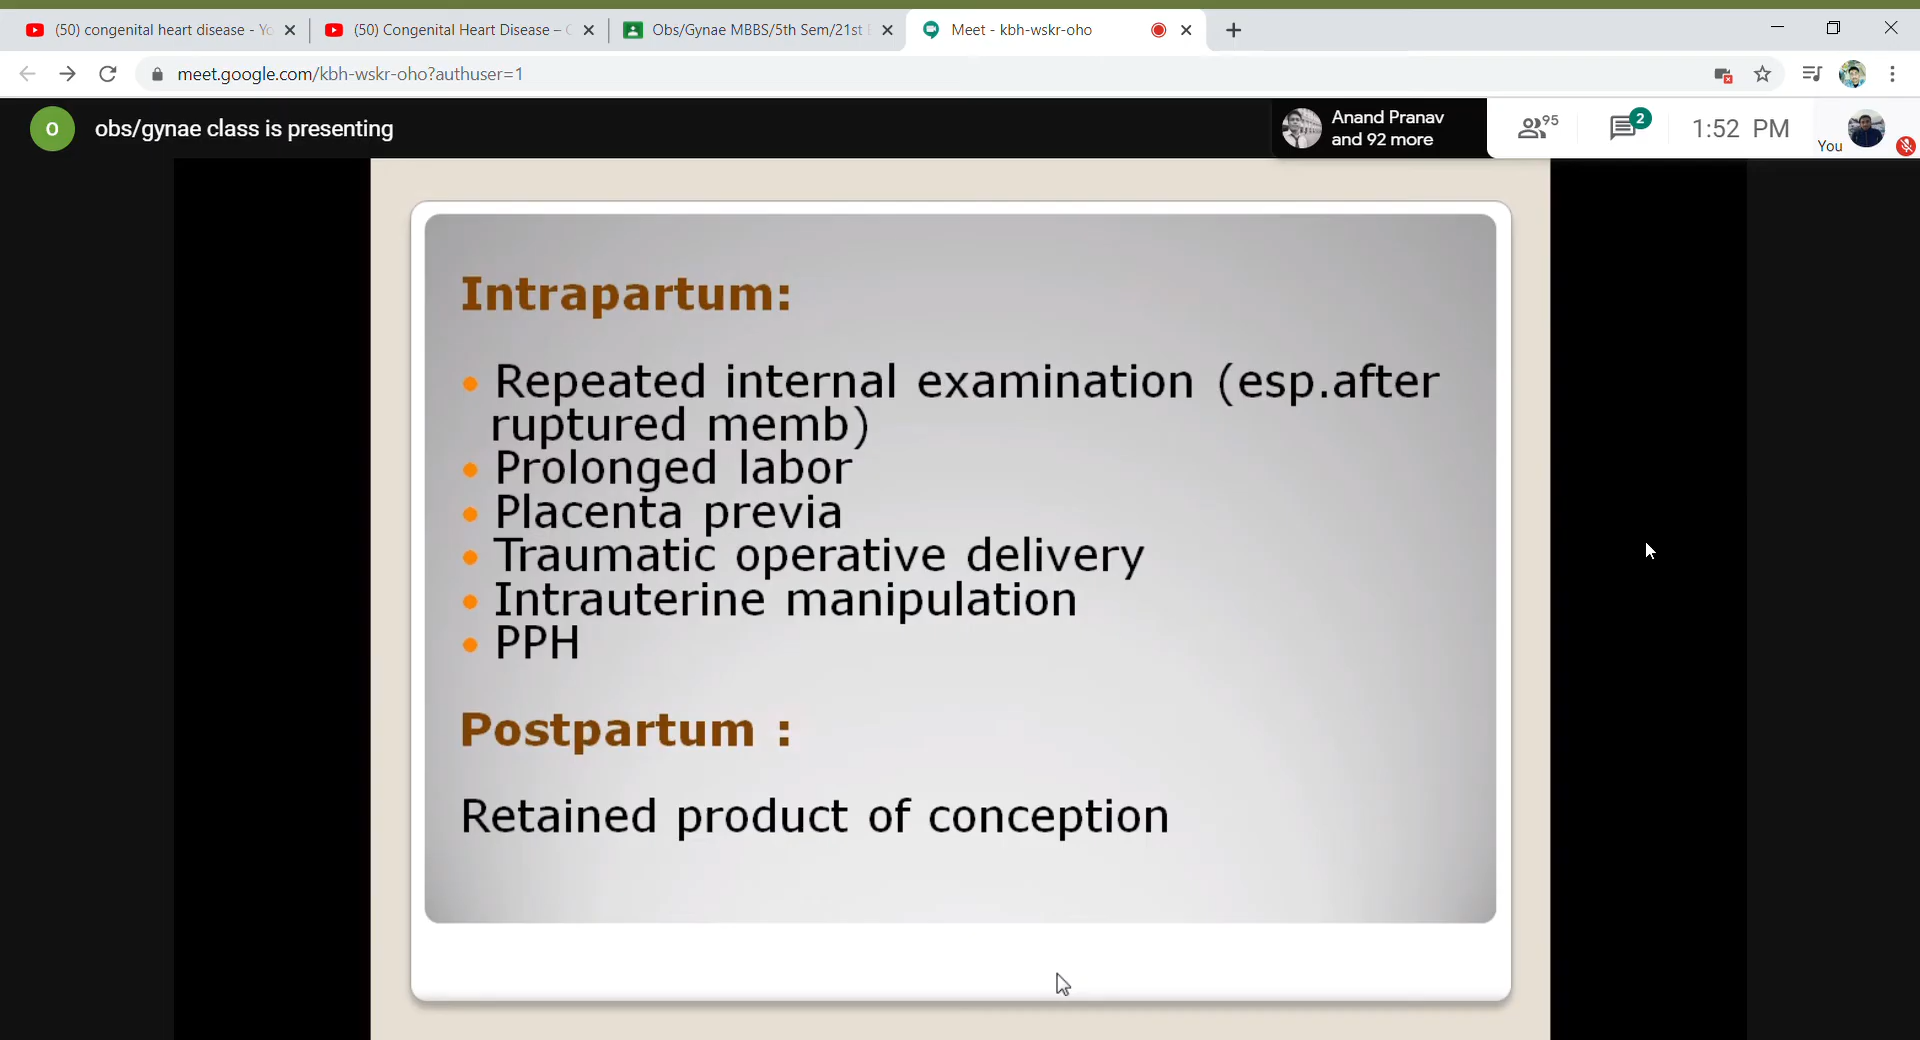 (50) congenital heart disease - Yo
(50) Congenital Heart Disease –
Obs/Gynae MBBS/5th Sem/21st
Meet - kbh-wskr-oho
meet.google.com/kbh-wskr-oho?authuser=1
O
obs/gynae class is presenting
Anand Pranav
and 92 more
95
2
1:52 PM
You
Intrapartum:
Repeated internal examination (esp.after
ruptured memb)
Prolonged labor
Placenta previa
Traumatic operative delivery
Intrauterine manipulation
PPH
Postpartum :
Retained product of conception